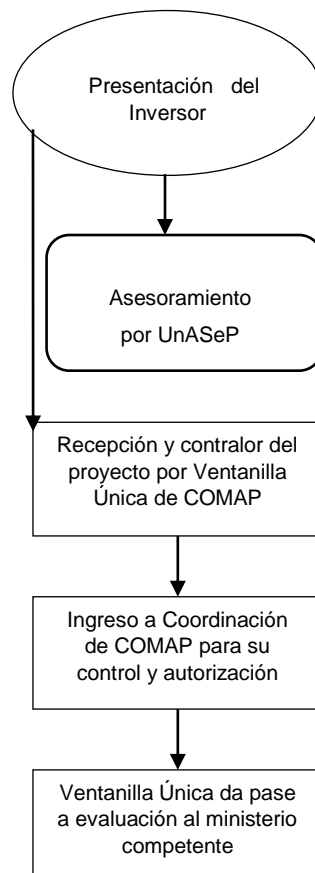 Presentación del
Inversor
Asesoramiento
por UnASeP
Recepción y contralor del
proyecto por Ventanilla
Única de COMAP
Ingreso a Coordinación
de COMAP para su
control y autorización
Ventanilla Única da pase
a evaluación al ministerio
competente